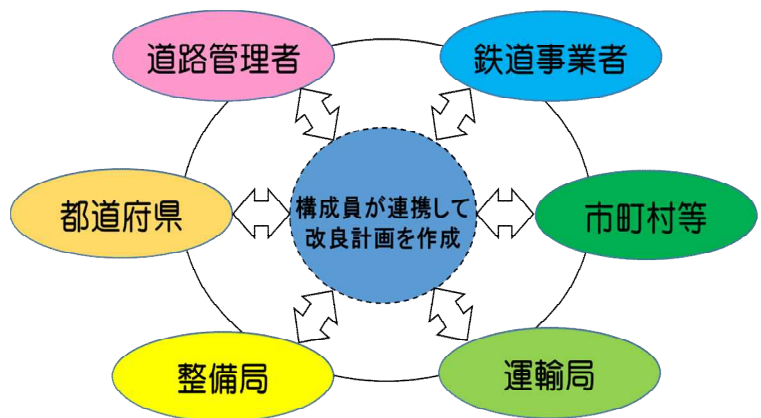 道路管理者
鉄道事業者
都道府県
構成員が連携して
改良計画を作成
市町村等
整備局
運輸局